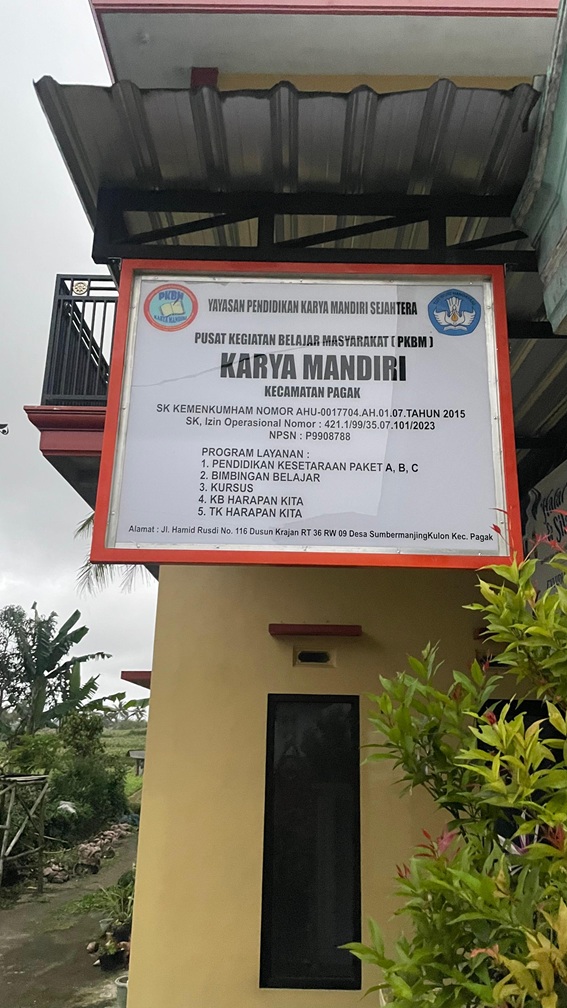 PKBM
KARYA MANDIRI
YAYASAN PENDIDIKAN KARYA MANDIRI SEJAHTERA
PUSAT KEGIATAN BELAJAR MASYARAKAT ( PKBM )
KARYA MANDIRI
KECAMATAN PAGAK
SK KEMENKUMHAM NOMOR AHU-0017704.AH.01.07.TAHUN 2015
SK, Izin Operasional Nomor : 421.1/99/35.07.101/2023
NPSN : P9908788
PROGRAM LAYANAN :
1. PENDIDIKAN KESETARAAN PAKET A, B, C
2. BIMBINGAN BELAJAR
3. KURSUS
4. KB HARAPAN KITA
5. TK HARAPAN KITA
Alamat : Jl. Hamid Rusdi No. 116 Dusun Krajan RT 36 RW 09 Desa SumbermanjingKulon Kec. Pagak